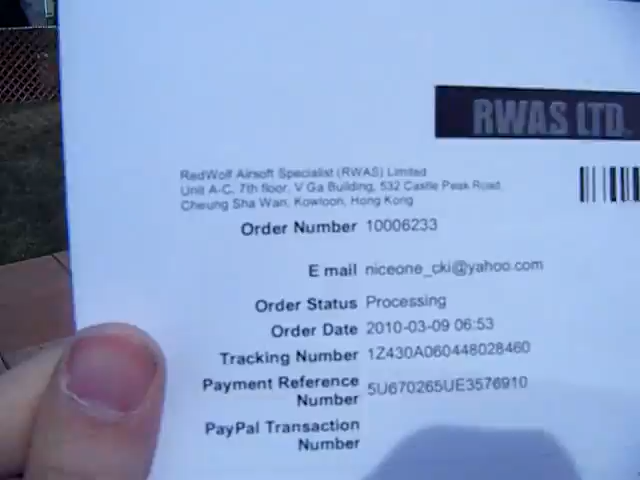 RWAS LTD.
RedWolf Airsoft Specialist (RWAS) Limited
Unit A-C, 7th floor, V Ga Building, 532 Castle Peak Road,
Cheung Sha Wan, Kowloon, Hong Kong
Order Number 10006233
E mail niceone_cki@yahoo.com
Order Status Processing
Order Date 2010-03-09 06:53
Tracking Number 1Z430A060448028460
Payment Reference
Number 5U670265UE3576910
PayPal Transaction
Number